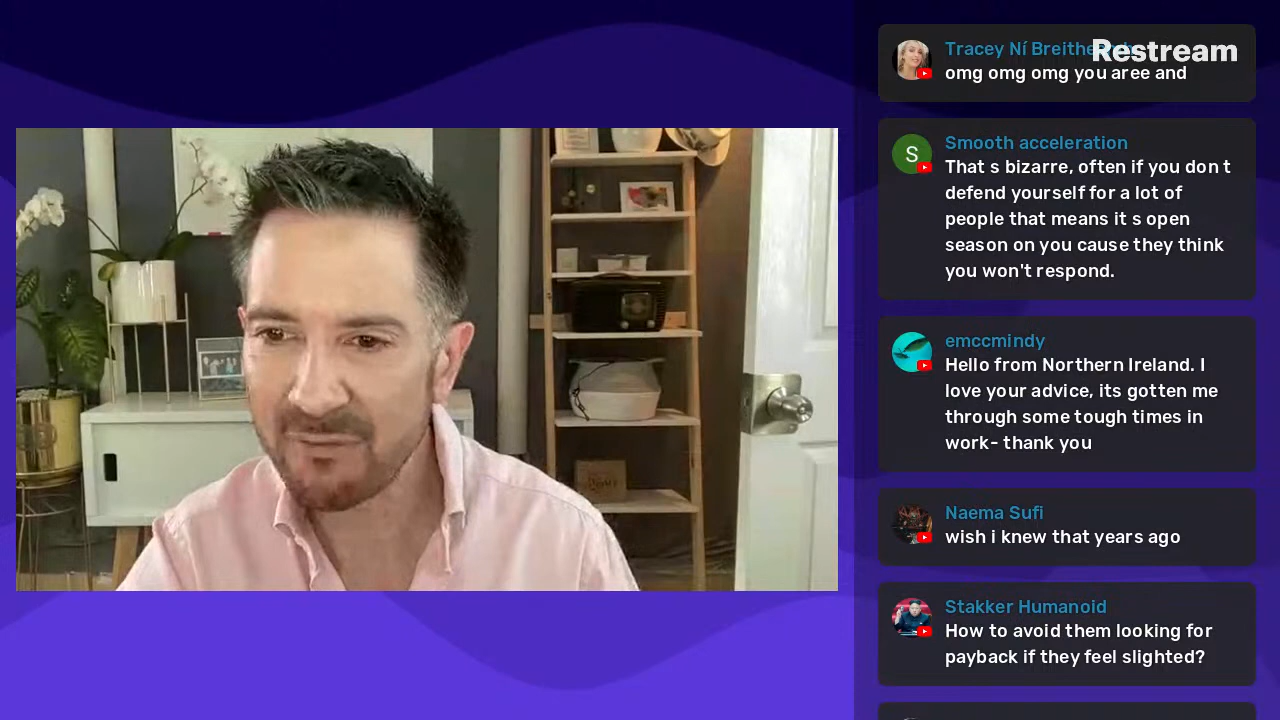 Restream
Tracey Ní
omg omg omg you aree and
S
Smooth acceleration
That s bizarre, often if you don t
defend yourself for a lot of
people that means it s open
season on you cause they think
you won't respond.
emccmindy
Hello from Northern Ireland. I
love your advice, its gotten me
through some tough times in
work- thank you
Naema Sufi
wish i knew that years ago
Stakker Humanoid
How to avoid them looking for
payback if they feel slighted?